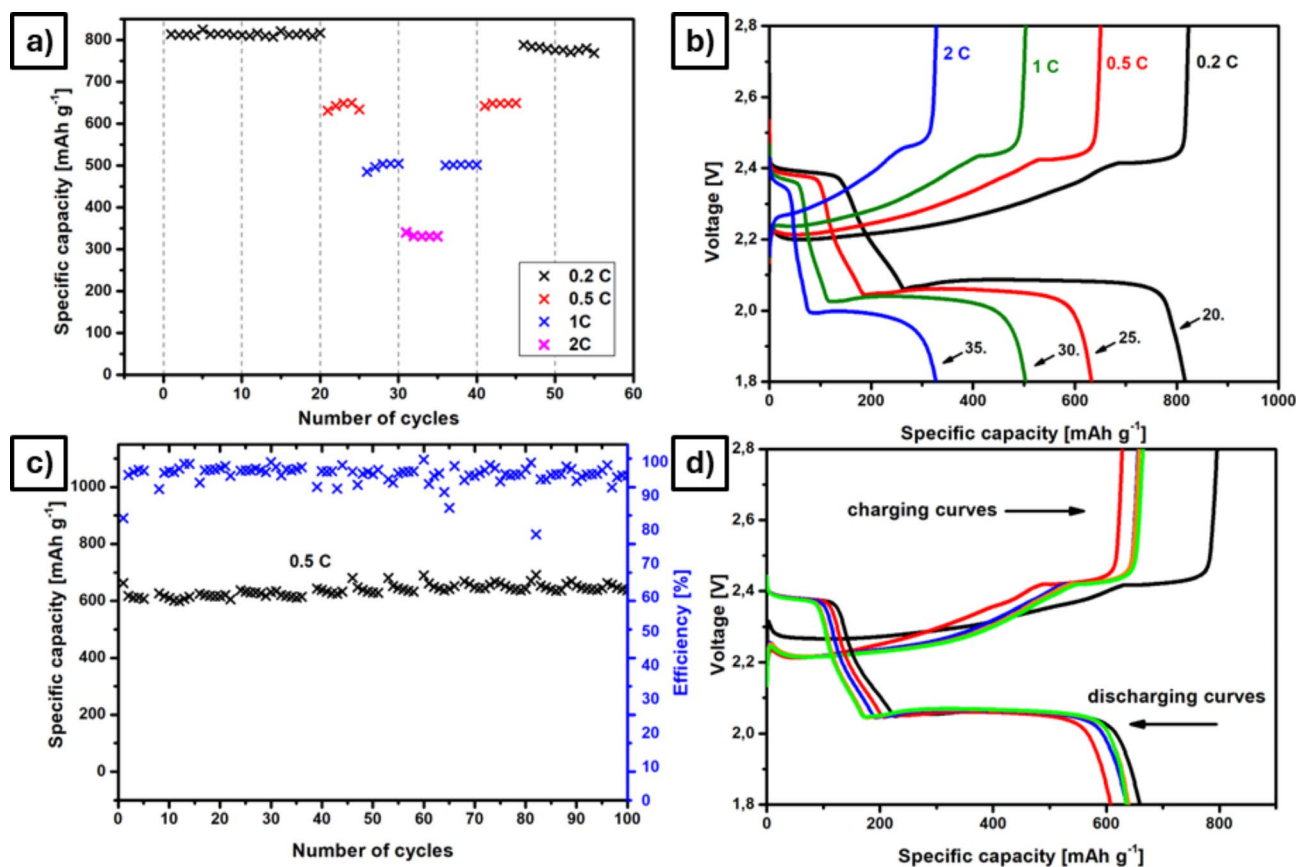 a)
Specific capacity [mAh g⁻¹]
800
700
600
500
400
300
200
100
0
0 10 20 30 40 50 60
Number of cycles
0.2 C
0.5 C
1C
2C
b)
Voltage [V]
2,8
2,6
2,4
2,2
2,0
1,8
2 C 1 C 0.5 C 0.2 C
35. 30. 25. 20.
0 200 400 600 800 1000
Specific capacity [mAh g⁻¹]
c)
Specific capacity [mAh g⁻¹]
1000
800
600
400
200
0
0.5 C
0 10 20 30 40 50 60 70 80 90 100
Number of cycles
100
90
80
70
60
50
40
30
20
10
0
Efficiency [%]
d)
Voltage [V]
2,8
2,6
2,4
2,2
2,0
1,8
charging curves
discharging curves
0 200 400 600 800
Specific capacity [mAh g⁻¹]